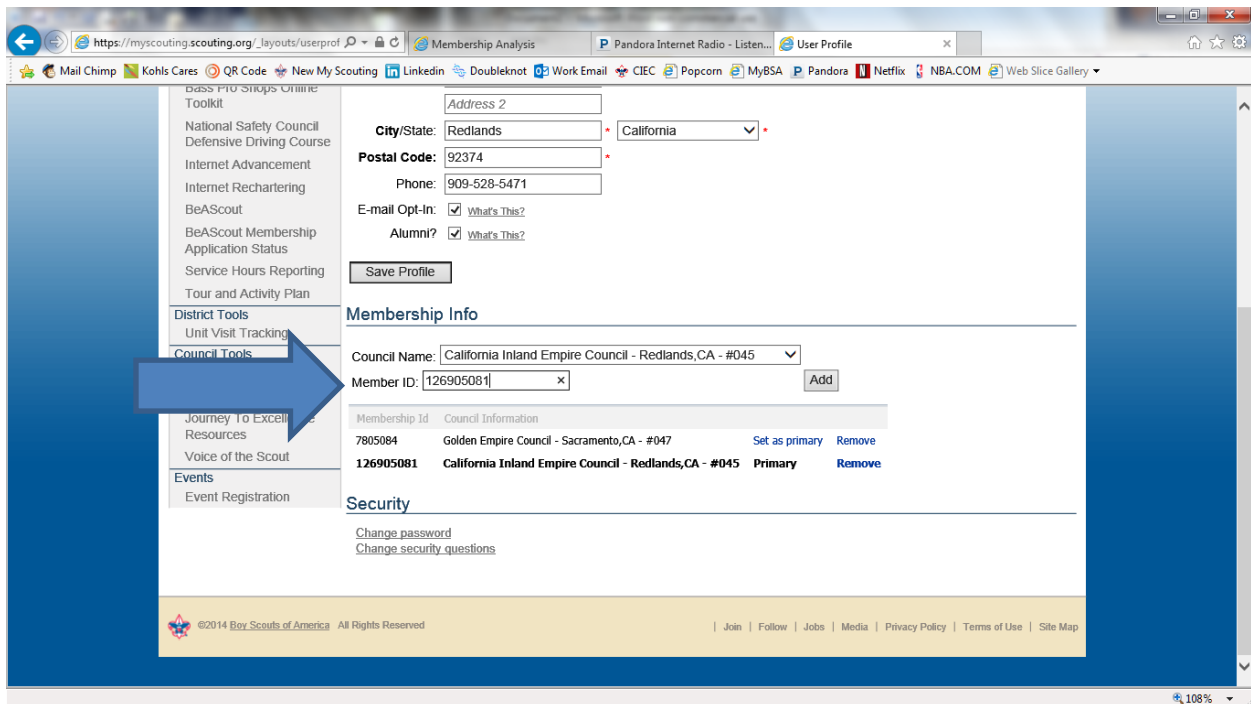 https://myscouting.scouting.org/_layouts/userprof
Membership Analysis
Pandora Internet Radio - Listen...
User Profile
Mail Chimp Kohls Cares QR Code New My Scouting Linkedin Doubleknot Work Email CIEC Popcorn MyBSA Pandora Netflix NBA.COM Web Slice Gallery
Bass Pro Shops Online
Toolkit
National Safety Council
Defensive Driving Course
Internet Advancement
Internet Rechartering
BeAScout
BeAScout Membership
Application Status
Service Hours Reporting
Tour and Activity Plan
District Tools
Unit Visit Tracking
Council Tools
Journey To Excellence
Resources
Voice of the Scout
Events
Event Registration
Address 2
City/State: Redlands * California *
Postal Code: 92374 *
Phone: 909-528-5471
E-mail Opt-In: What's This?
Alumni? What's This?
Save Profile
Membership Info
Council Name: California Inland Empire Council - Redlands,CA - #045
Member ID: 126905081 × Add
Membership Id Council Information
7805084 Golden Empire Council - Sacramento,CA - #047 Set as primary Remove
126905081 California Inland Empire Council - Redlands,CA - #045 Primary Remove
Security
Change password
Change security questions
©2014 Boy Scouts of America All Rights Reserved
| Join | Follow | Jobs | Media | Privacy Policy | Terms of Use | Site Map
108%